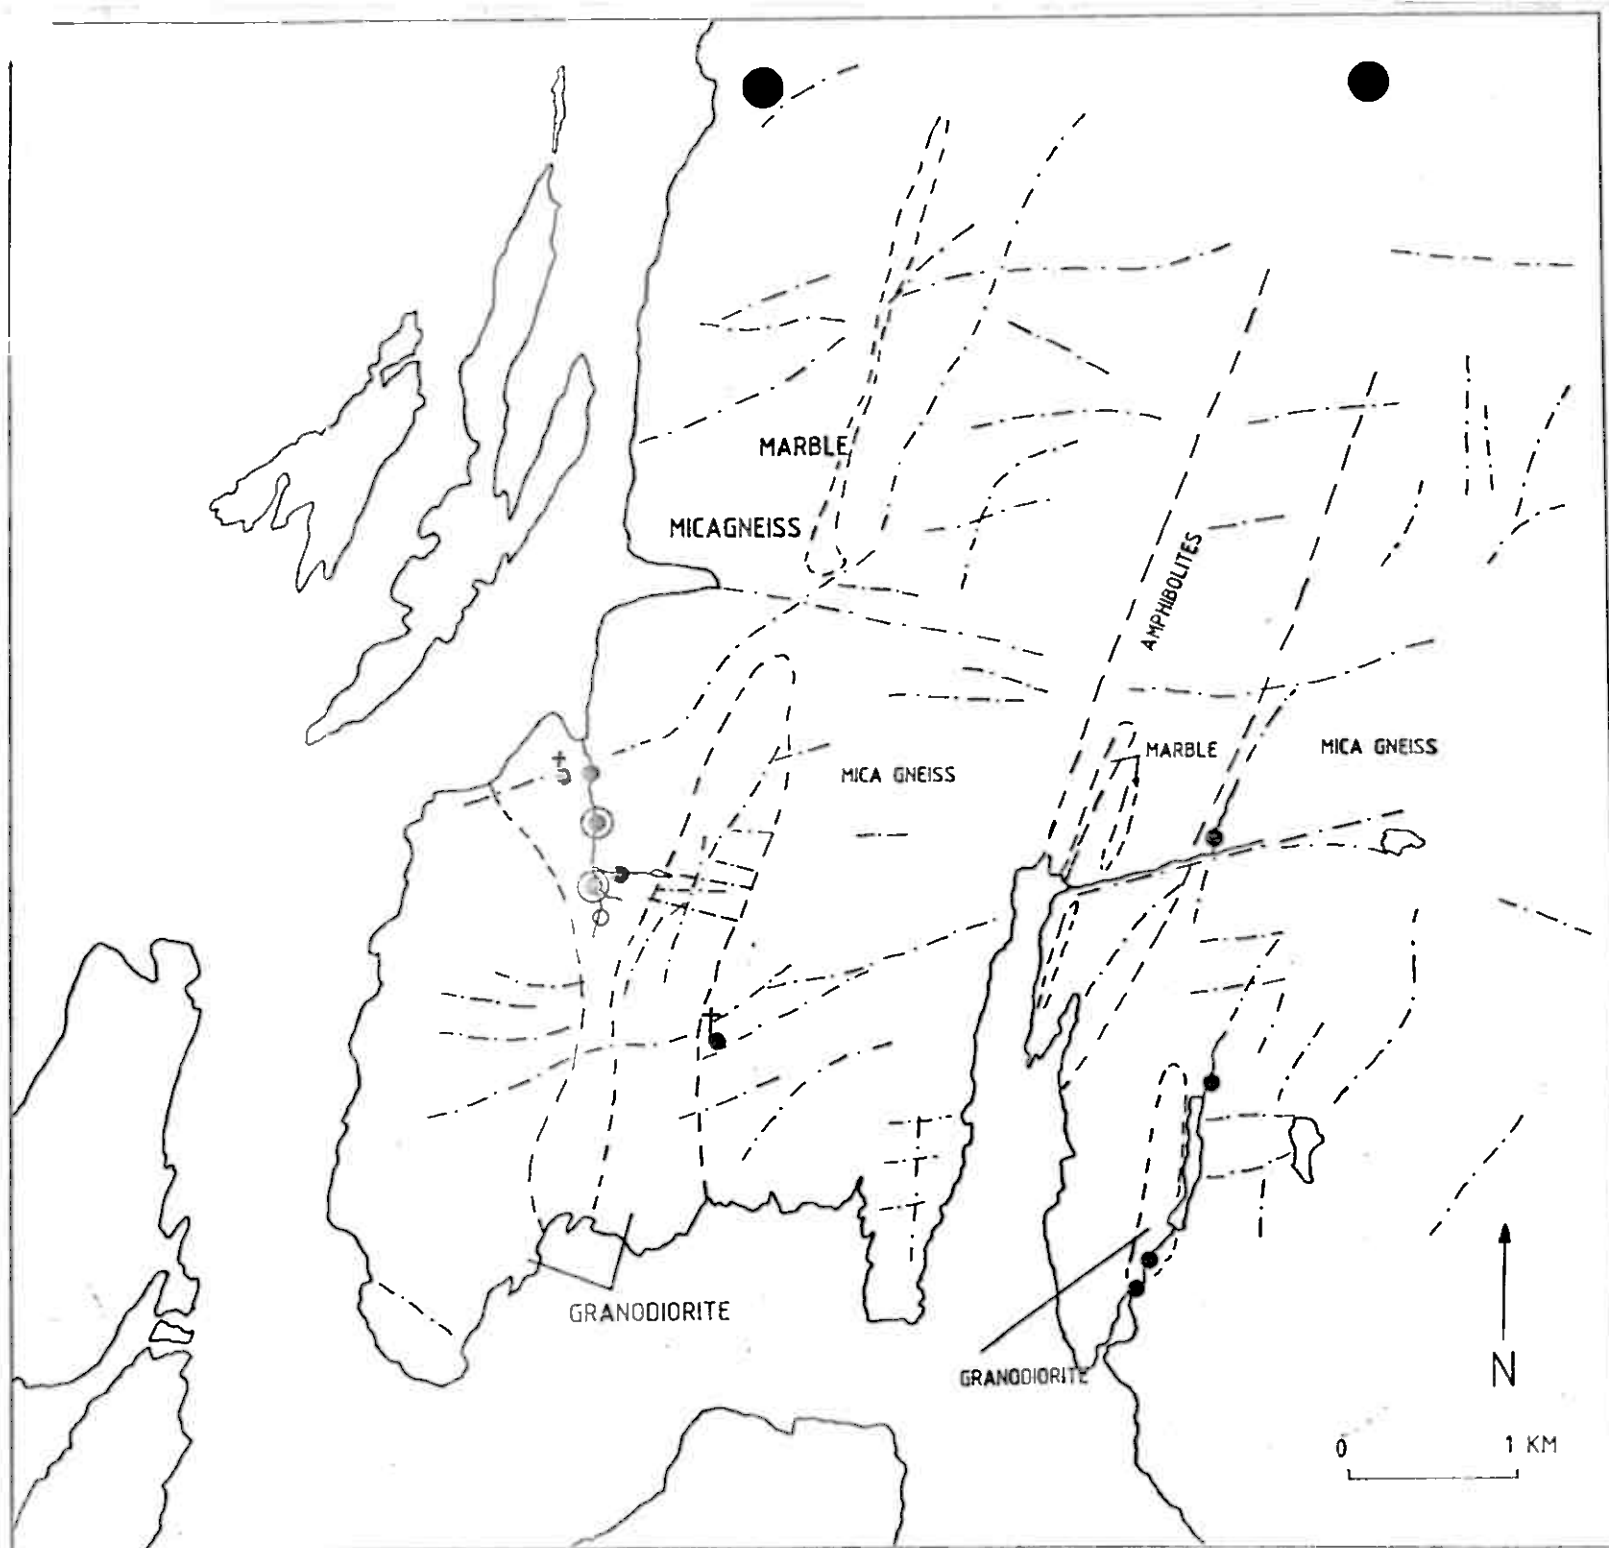 MARBLE
MICAGNEISS
AMPHIBOLITES
MARBLE
MICA GNEISS
MICA GNEISS
GRANODIORITE
GRANODIORITE
N
0 1 KM